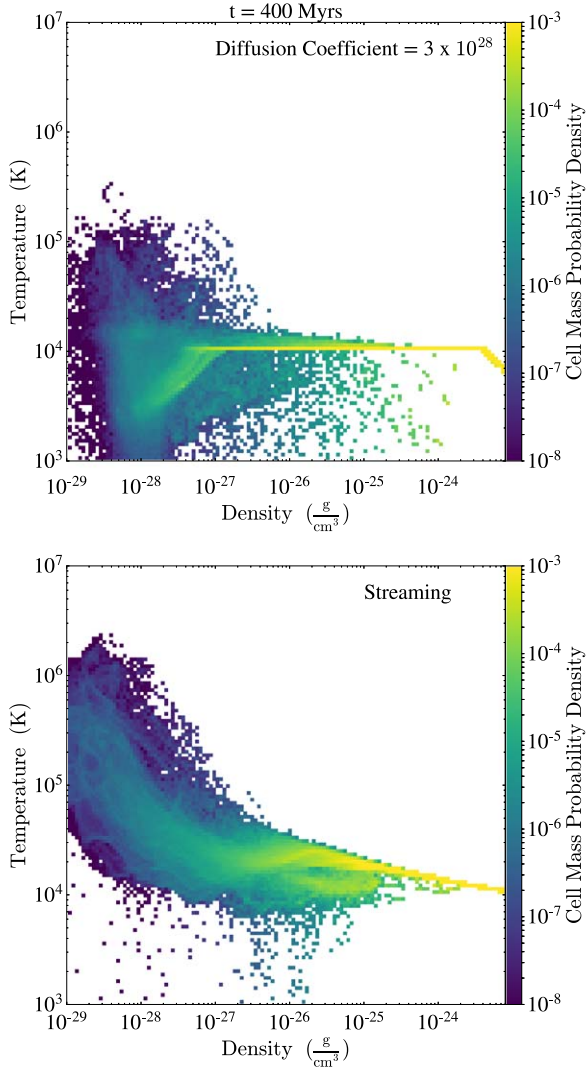 t = 400 Myrs
Diffusion Coefficient = 3 x 10^28
10^7
10^6
10^5
10^4
10^3
Temperature (K)
10^-29 10^-28 10^-27 10^-26 10^-25 10^-24
Density (g/cm^3)
10^-3
10^-4
10^-5
10^-6
10^-7
10^-8
Cell Mass Probability Density
Streaming
10^7
10^6
10^5
10^4
10^3
Temperature (K)
10^-29 10^-28 10^-27 10^-26 10^-25 10^-24
Density (g/cm^3)
10^-3
10^-4
10^-5
10^-6
10^-7
10^-8
Cell Mass Probability Density